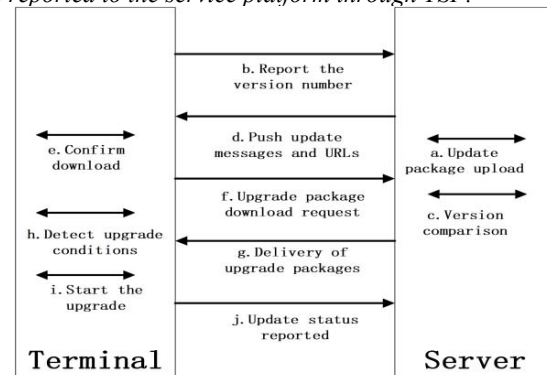 reported to the service platform through TSP.
b.Report the
version number
d.Push update
messages and URLs
e.Confirm
download
a.Update
package upload
f.Upgrade package
download request
c.Version
comparison
h.Detect upgrade
conditions
g.Delivery of
upgrade packages
i.Start the
upgrade
j.Update status
reported
Terminal
Server